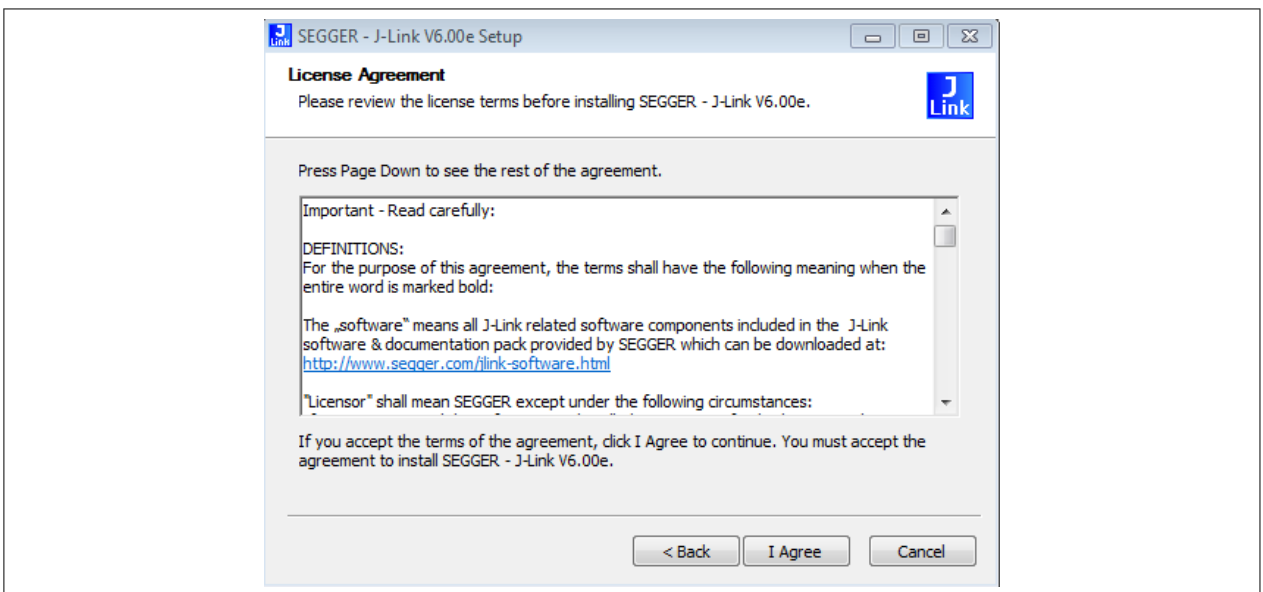 J
Link
SEGGER - J-Link V6.00e Setup
License Agreement
Please review the license terms before installing SEGGER - J-Link V6.00e.
J
Link
Press Page Down to see the rest of the agreement.
Important - Read carefully:
DEFINITIONS:
For the purpose of this agreement, the terms shall have the following meaning when the
entire word is marked bold:
The „software“ means all J-Link related software components included in the  J-Link
software & documentation pack provided by SEGGER which can be downloaded at:
http://www.segger.com/jlink-software.html
"Licensor" shall mean SEGGER except under the following circumstances:
If you accept the terms of the agreement, click I Agree to continue. You must accept the
agreement to install SEGGER - J-Link V6.00e.
< Back
I Agree
Cancel